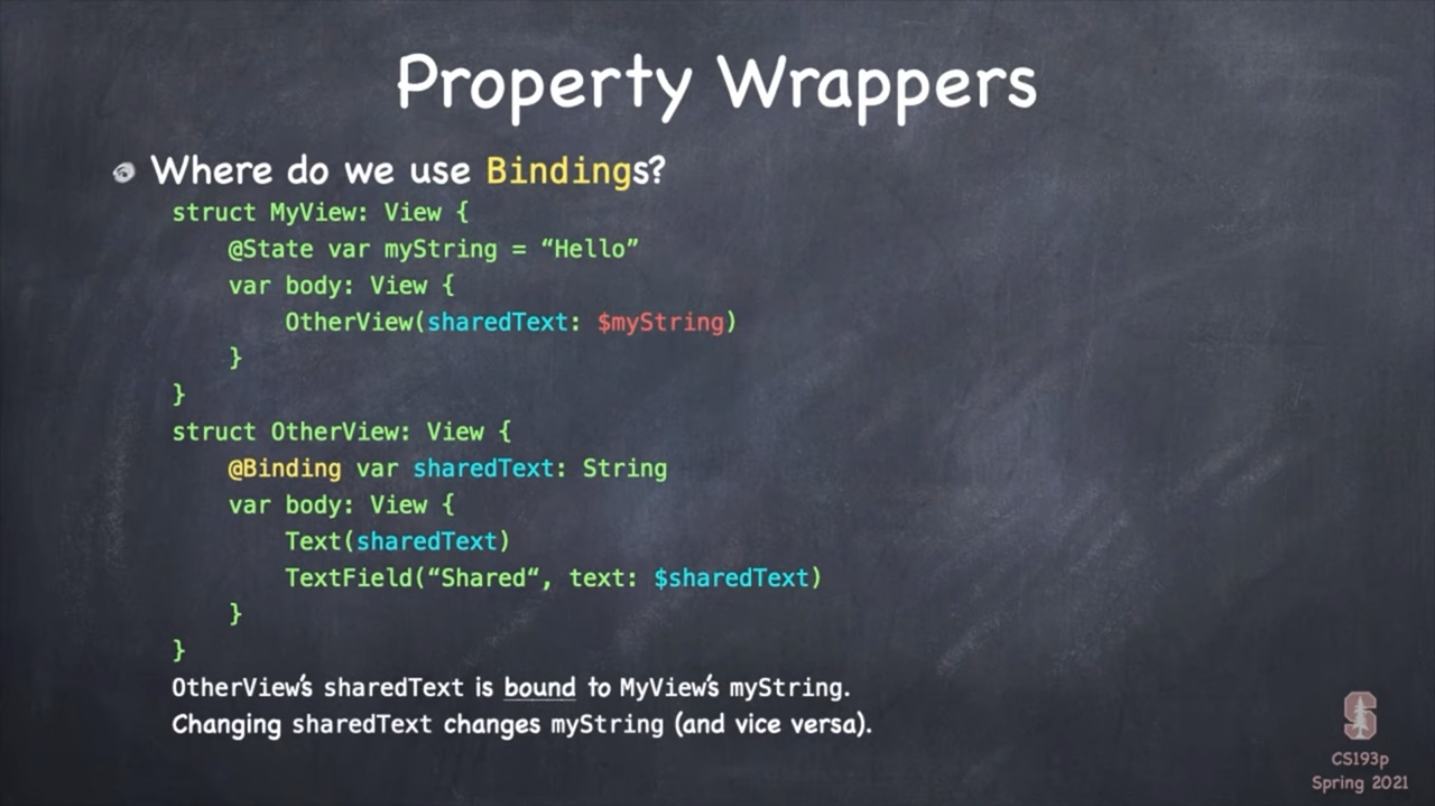 Property Wrappers
Where do we use Bindings?
struct MyView: View {
    @State var myString = “Hello”
    var body: View {
        OtherView(sharedText: $myString)
    }
}
struct OtherView: View {
    @Binding var sharedText: String
    var body: View {
        Text(sharedText)
        TextField(“Shared“, text: $sharedText)
    }
}
OtherView’s sharedText is bound to MyView’s myString.
Changing sharedText changes myString (and vice versa).
S
CS193p
Spring 2021